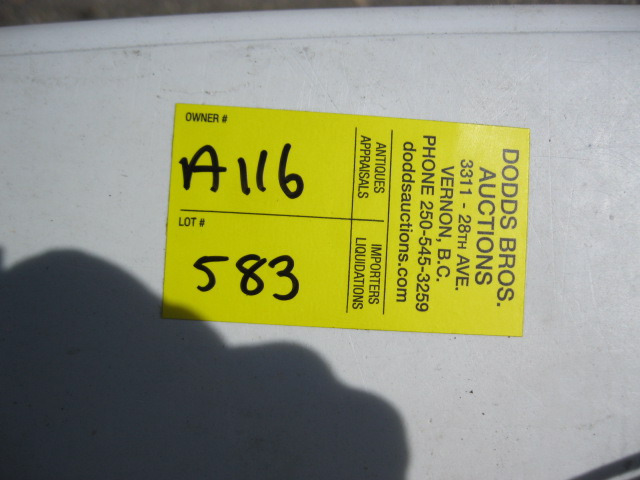 OWNER #
A116
LOT #
583
ANTIQUES
APPRAISALS
IMPORTERS
LIQUIDATIONS
DODDS BROS.
AUCTIONS
3311 - 28TH AVE.
VERNON, B.C.
PHONE 250-545-3259
doddsauctions.com